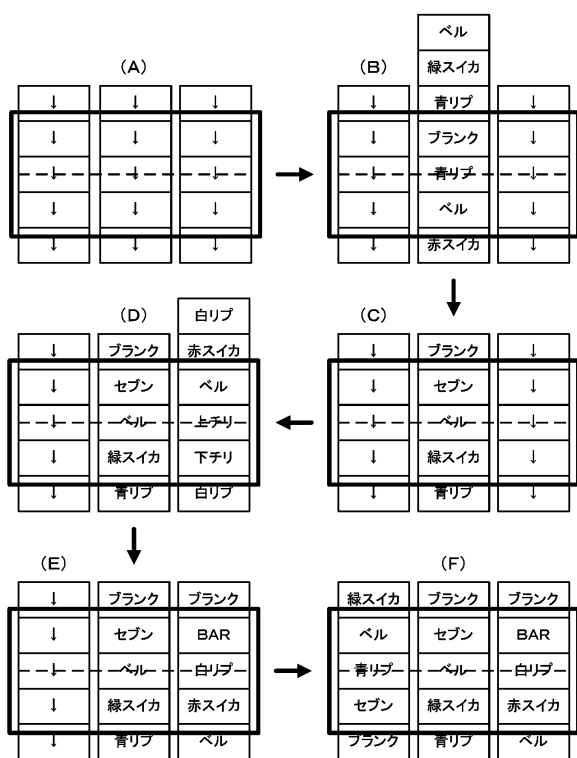 (A)
↓ ↓ ↓
↓ ↓ ↓
↓ ↓ ↓
↓ ↓ ↓
↓ ↓ ↓
(B)
ベル
緑スイカ
↓ 青リプ ↓
↓ ブランク ↓
↓ 青リプ ↓
↓ ベル ↓
↓ 赤スイカ ↓
(C)
↓ ブランク ↓
↓ セブン ↓
↓ ベル ↓
↓ 緑スイカ ↓
↓ 青リプ ↓
(D)
白リプ
↓ ブランク 赤スイカ
↓ セブン ベル
↓ ベル 上チリ
↓ 緑スイカ 下チリ
↓ 青リプ 白リプ
(E)
↓ ブランク ブランク
↓ セブン BAR
↓ ベル 白リプ
↓ 緑スイカ 赤スイカ
↓ 青リプ ベル
(F)
緑スイカ ブランク ブランク
ベル セブン BAR
青リプ ベル 白リプ
セブン 緑スイカ 赤スイカ
ブランク 青リプ ベル